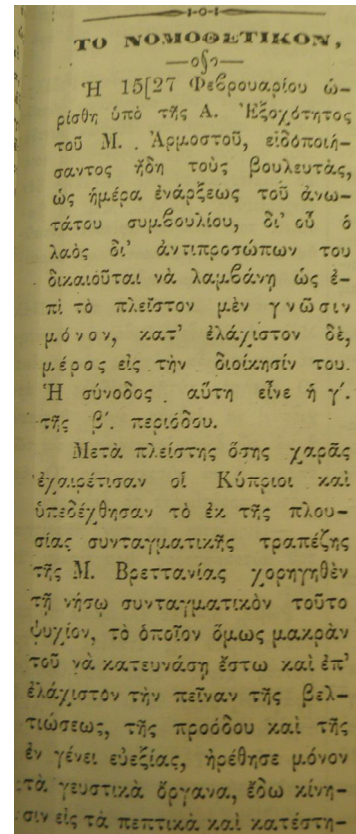 ΤΟ ΝΟΜΟΘΕΤΙΚΟΝ,
Ἡ 15[27 Φεβρουαρίου ὡ-
ρίσθη ὑπὸ τῆς Α. Ἐξοχότητος
τοῦ Μ. Ἁρμοστοῦ, εἰδοποιή-
σαντος ἤδη τοὺς βουλευτὰς,
ὡς ἡμέρα ἐνάρξεως τοῦ ἀνω-
τάτου συμβουλίου, δι' οὗ ὁ
λαὸς δι' ἀντιπροσώπων του
δικαιοῦται νὰ λαμβάνῃ ὡς ἐ-
πὶ τὸ πλεῖστον μὲν γνῶσιν
μόνον, κατ' ἐλάχιστον δὲ,
μέρος εἰς τὴν διοίκησίν του.
Ἡ σύνοδος αὕτη εἶνε ἡ γ΄.
τῆς β΄. περιόδου.
Μετὰ πλείστης ὅσης χαρᾶς
ἐχαιρέτισαν οἱ Κύπριοι καὶ
ὑπεδέχθησαν τὸ ἐκ τῆς πλου-
σίας συνταγματικῆς τραπέζης
τῆς Μ. Βρεττανίας χορηγηθὲν
τῇ νήσῳ συνταγματικὸν τοῦτο
ψυχίον, τὸ ὁποῖον ὅμως μακρὰν
τοῦ νὰ κατευνάσῃ ἔστω καὶ ἐπ'
ἐλάχιστον τὴν πεῖναν τῆς βελ-
τιώσεως, τῆς προόδου καὶ τῆς
ἐν γένει εὐεξίας, ἠρέθησε μόνον
τὰ γευστικὰ ὄργανα, ἔδω κίνη-
σιν εἰς τὰ πεπτικὰ καὶ κατέστη-